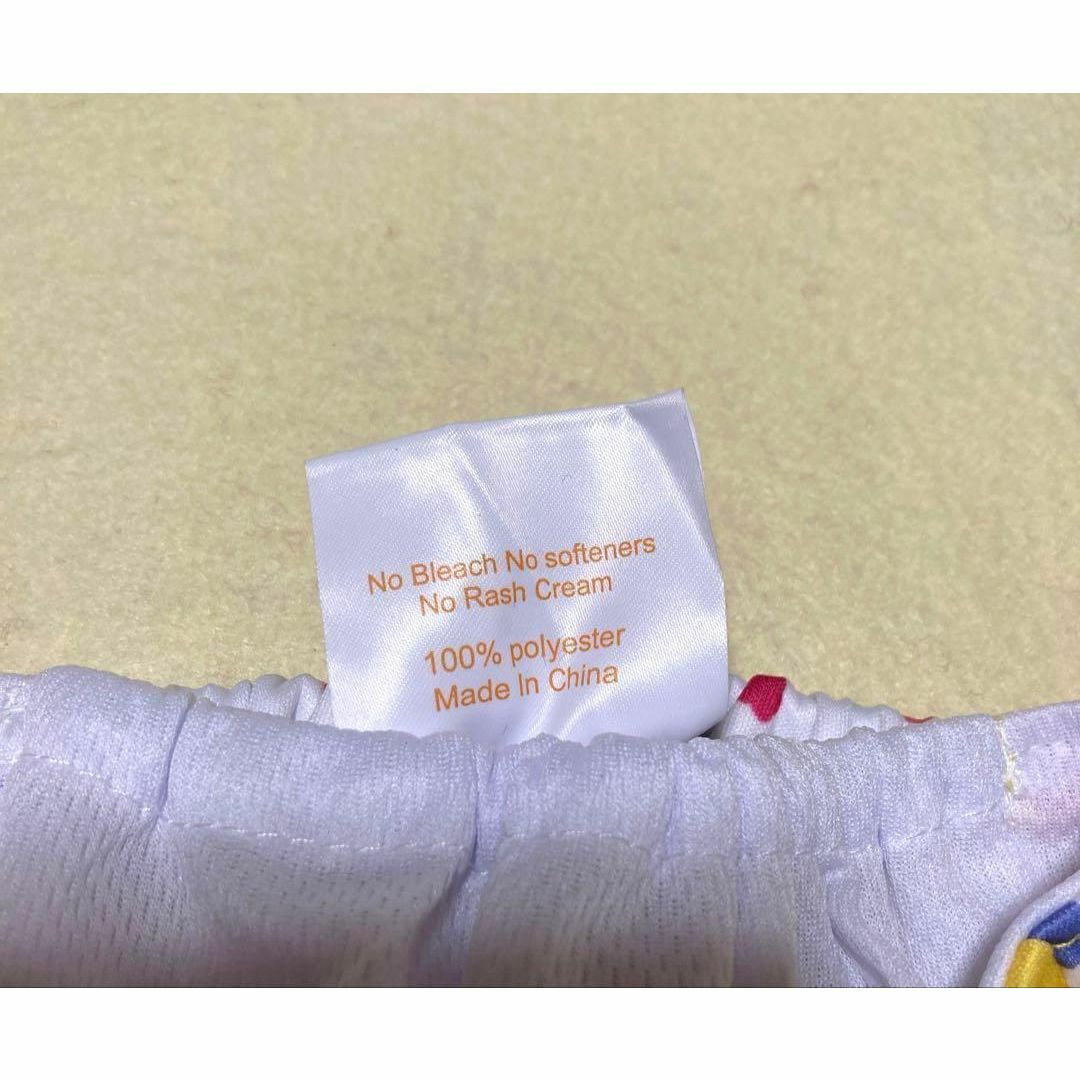 No Bleach No softeners
No Rash Cream
100% polyester
Made In China